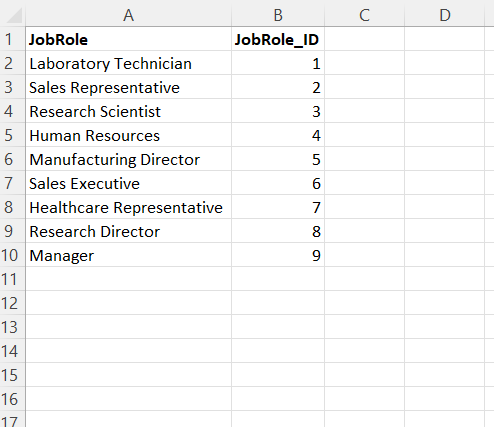 A B C D
1 JobRole JobRole_ID
2 Laboratory Technician 1
3 Sales Representative 2
4 Research Scientist 3
5 Human Resources 4
6 Manufacturing Director 5
7 Sales Executive 6
8 Healthcare Representative 7
9 Research Director 8
10 Manager 9
11
12
13
14
15
16
17